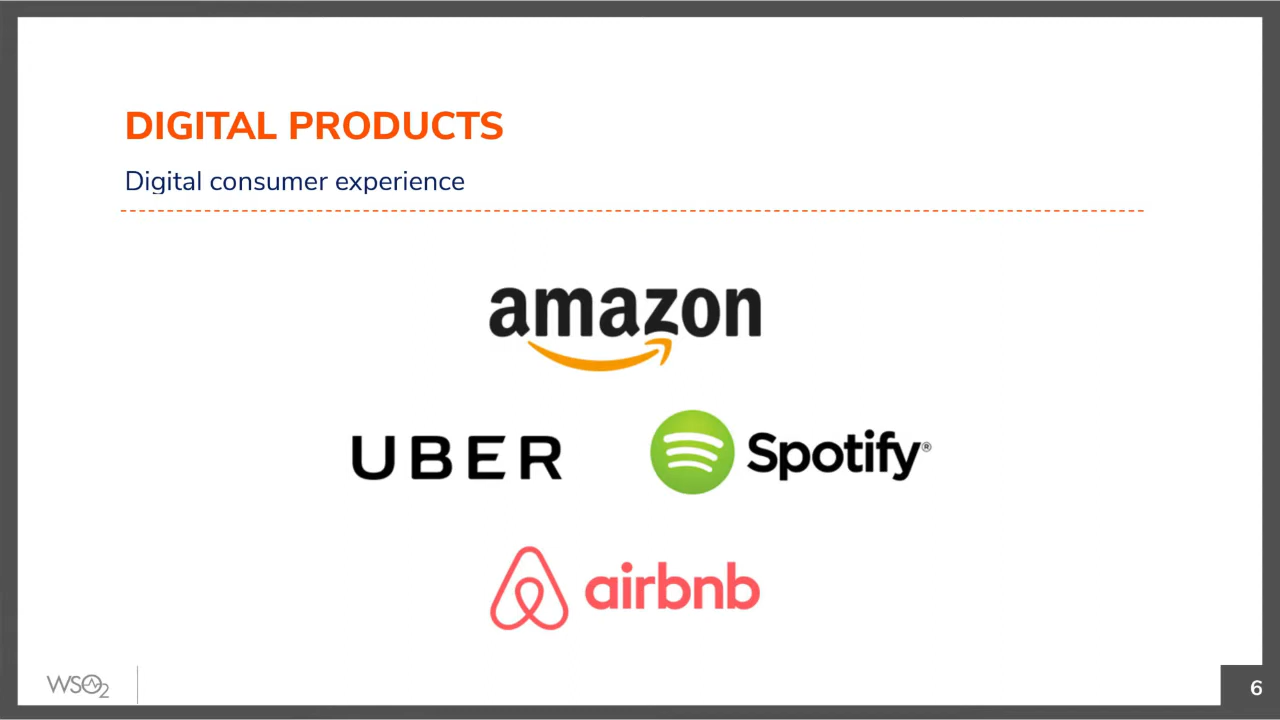 DIGITAL PRODUCTS
Digital consumer experience
amazon
UBER
Spotify®
airbnb
WSO2
6